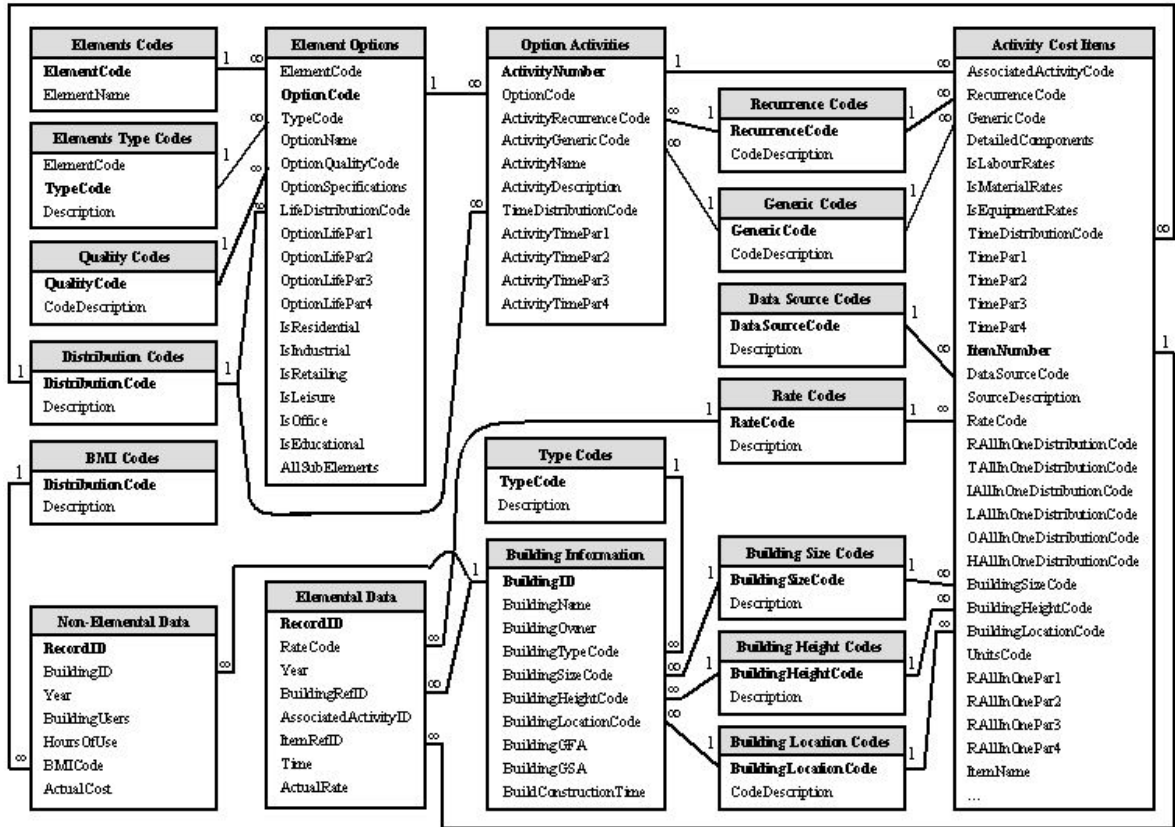 Elements Codes
ElementCode
ElementName
Elements Type Codes
ElementCode
TypeCode
Description
Quality Codes
QualityCode
CodeDescription
Distribution Codes
DistributionCode
Description
BMI Codes
DistributionCode
Description
Non-Elemental Data
RecordID
BuildingID
Year
BuildingUsers
HoursOfUse
BMICode
ActualCost
Element Options
ElementCode
OptionCode
TypeCode
OptionName
OptionQualityCode
OptionSpecifications
LifeDistributionCode
OptionLifePar1
OptionLifePar2
OptionLifePar3
OptionLifePar4
IsResidential
IsIndustrial
IsRetailing
IsLeisure
IsOffice
IsEducational
AllSubElements
Elemental Data
RecordID
RateCode
Year
BuildingRefID
AssociatedActivityID
ItemRefID
Time
ActualRate
Option Activities
ActivityNumber
OptionCode
ActivityRecurrenceCode
ActivityGenericCode
ActivityName
ActivityDescription
TimeDistributionCode
ActivityTimePar1
ActivityTimePar2
ActivityTimePar3
ActivityTimePar4
Type Codes
TypeCode
Description
Building Information
BuildingID
BuildingName
BuildingOwner
BuildingTypeCode
BuildingSizeCode
BuildingHeightCode
BuildingLocationCode
BuildingGFA
BuildingGSA
BuildConstructionTime
Recurrence Codes
RecurrenceCode
CodeDescription
Generic Codes
GenericCode
CodeDescription
Data Source Codes
DataSourceCode
Description
Rate Codes
RateCode
Description
Building Size Codes
BuildingSizeCode
Description
Building Height Codes
BuildingHeightCode
Description
Building Location Codes
BuildingLocationCode
CodeDescription
Activity Cost Items
AssociatedActivityCode
RecurrenceCode
GenericCode
DetailedComponents
IsLabourRates
IsMaterialRates
IsEquipmentRates
TimeDistributionCode
TimePar1
TimePar2
TimePar3
TimePar4
ItemNumber
DataSourceCode
SourceDescription
RateCode
RAllInOneDistributionCode
TAllInOneDistributionCode
IAllInOneDistributionCode
LAllInOneDistributionCode
OAllInOneDistributionCode
HAllInOneDistributionCode
BuildingSizeCode
BuildingHeightCode
BuildingLocationCode
UnitsCode
RAllInOnePar1
RAllInOnePar2
RAllInOnePar3
RAllInOnePar4
ItemName
...